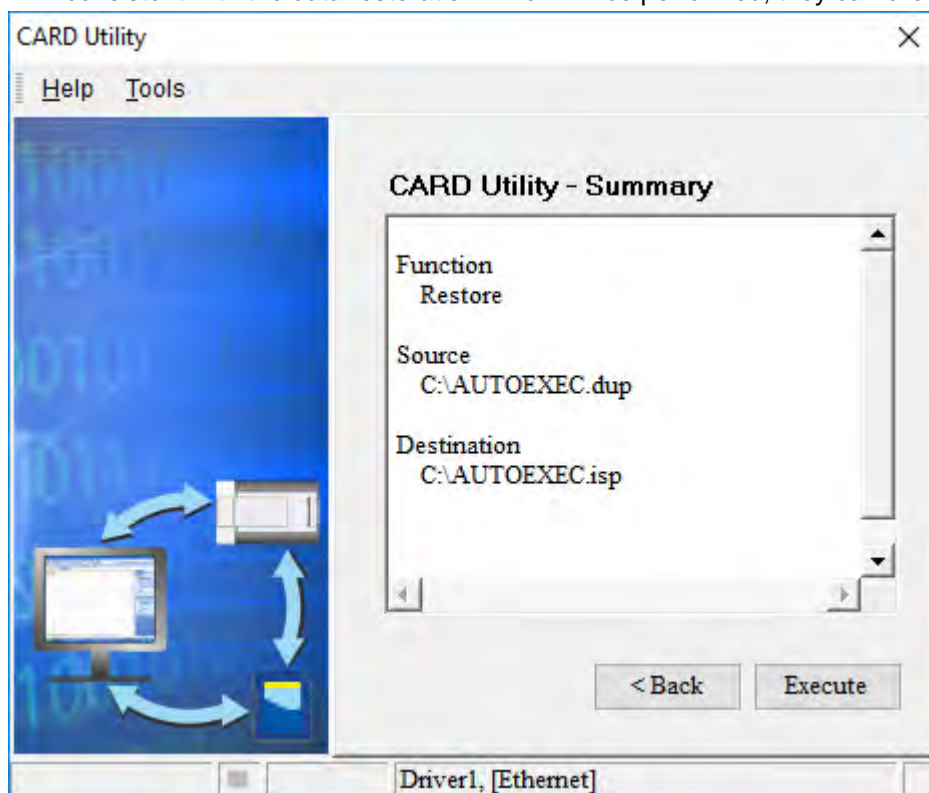 CARD Utility
Help Tools
CARD Utility - Summary
Function
Restore
Source
C:\AUTOEXEC.dup
Destination
C:\AUTOEXEC.isp
< Back Execute
Driver1, [Ethernet]